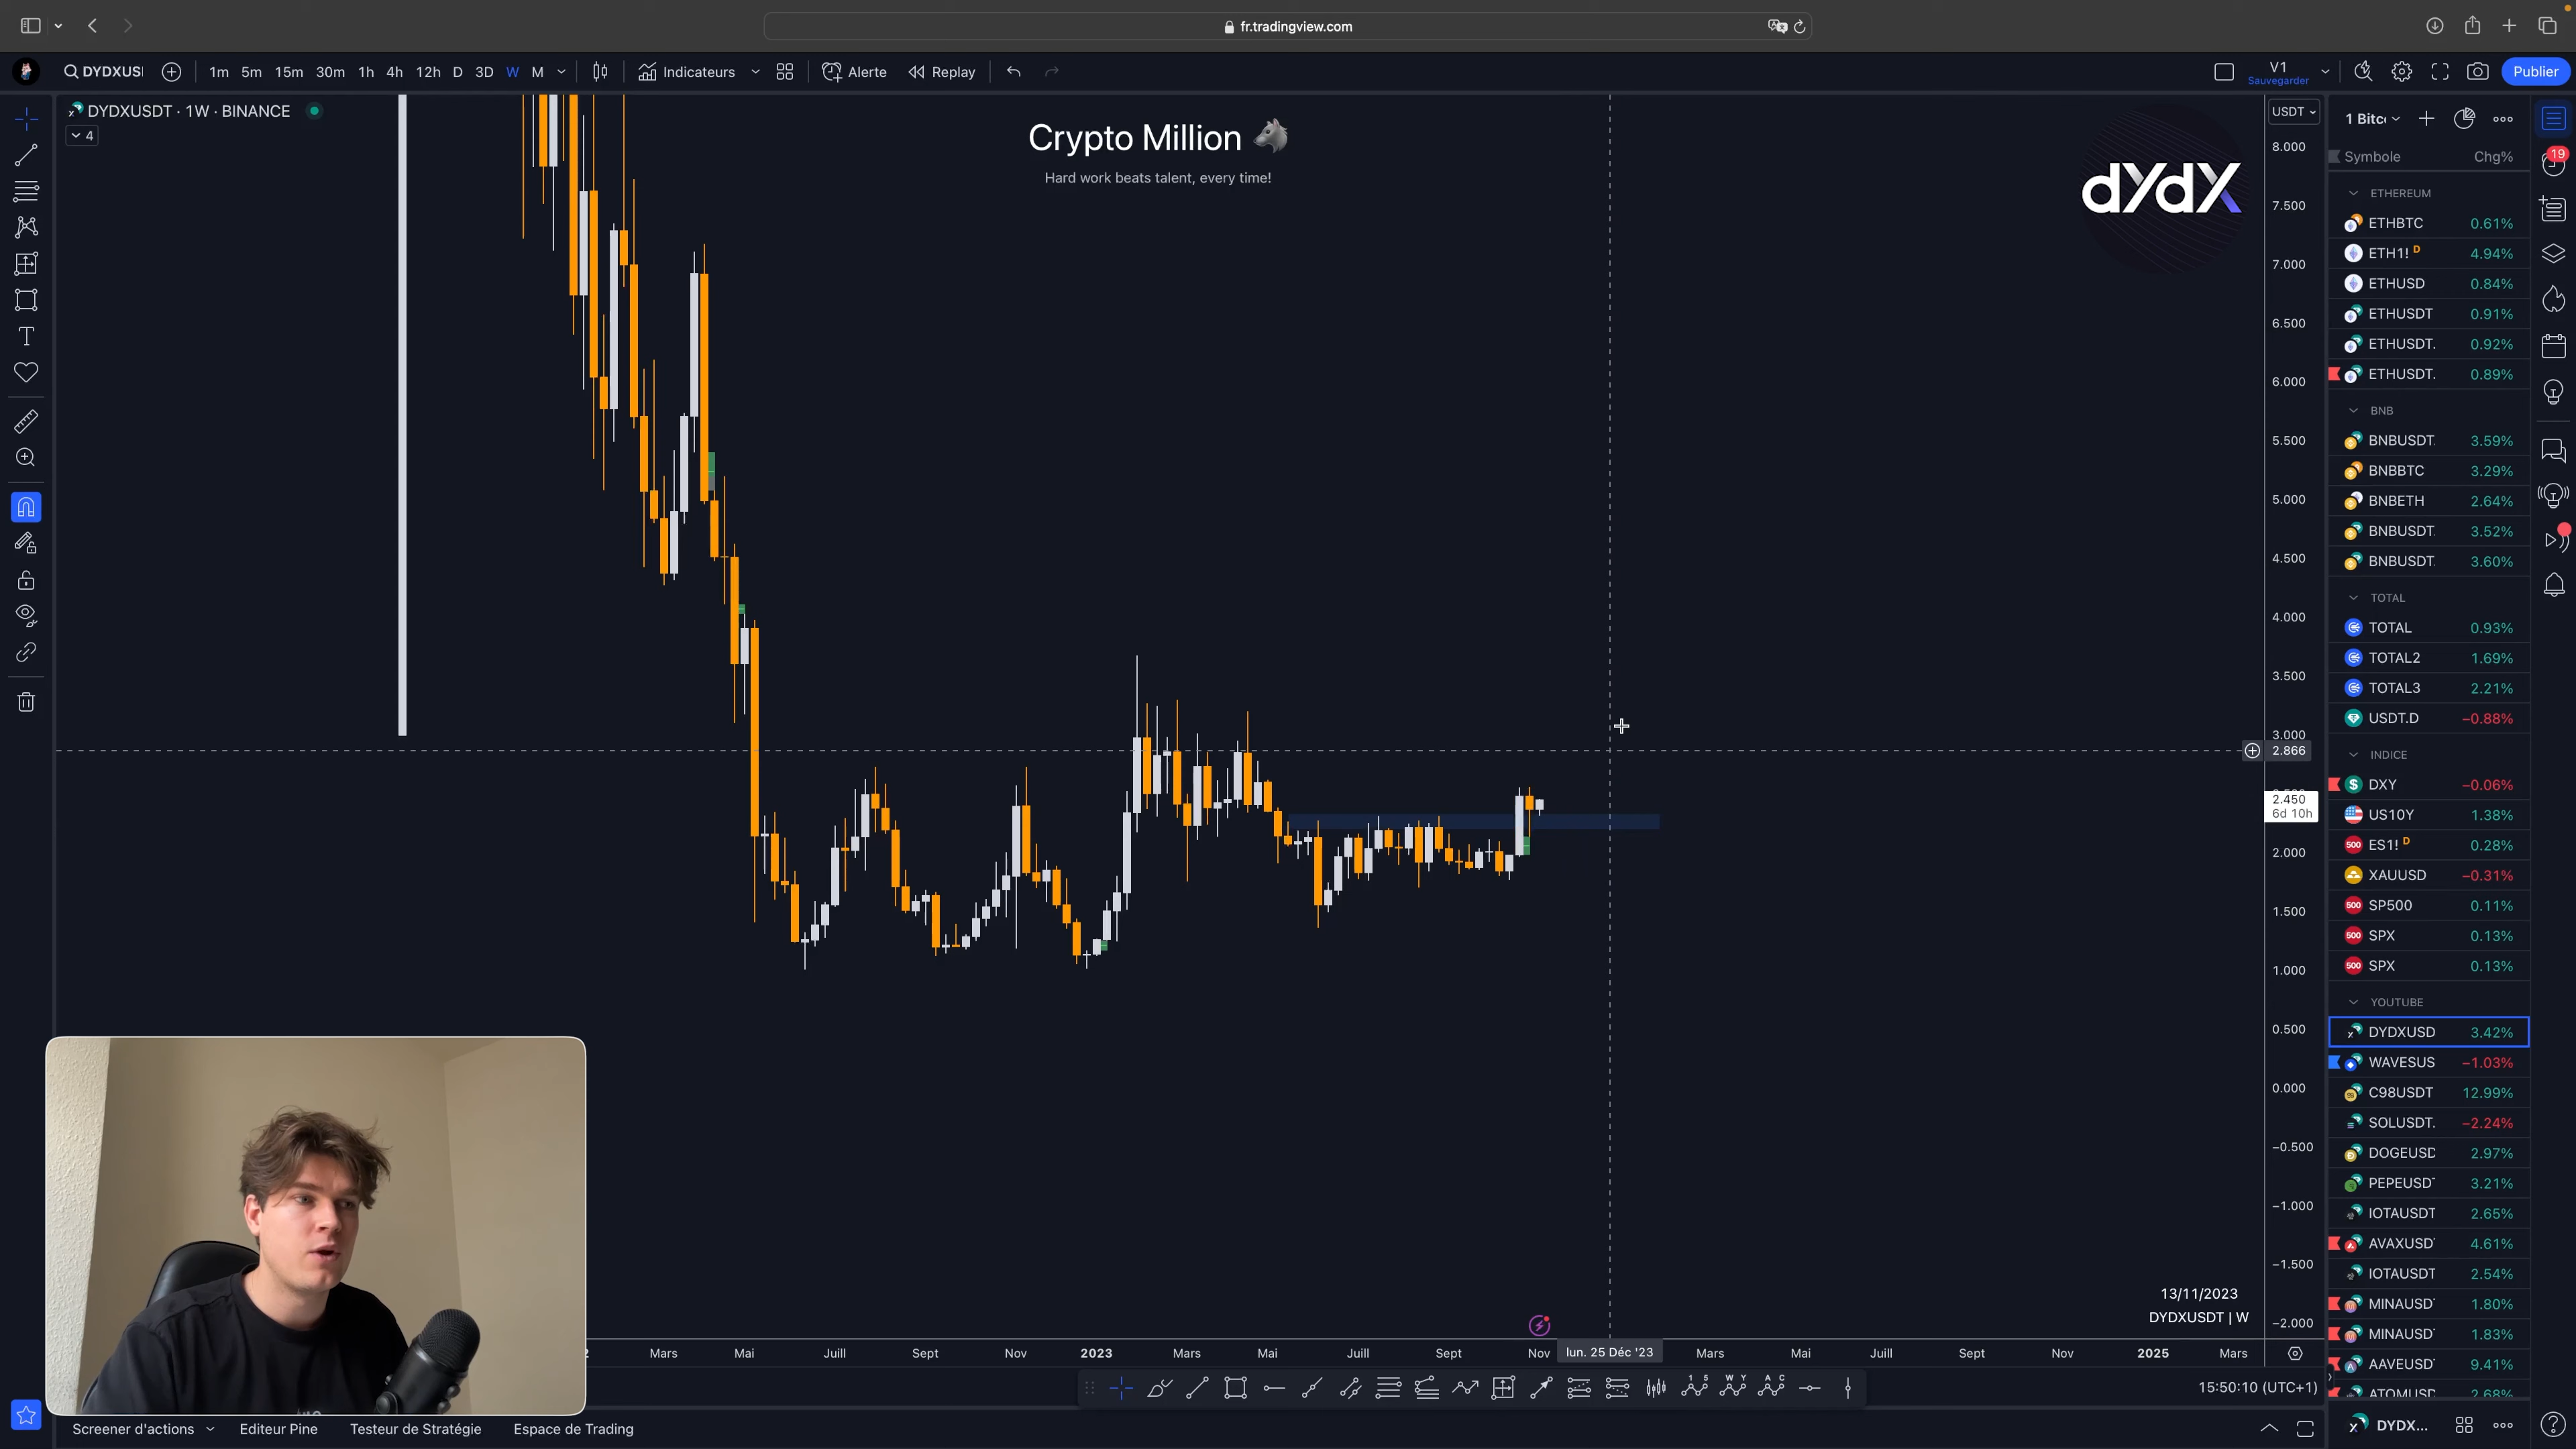 fr.tradingview.com
DYDXUS
1m 5m 15m 30m 1h 4h 12h D 3D W M Indicateurs Alerte Replay
V1
Sauvegarder
Publier
DYDXUSDT · 1W · BINANCE
4
Crypto Million
Hard work beats talent, every time!
dYdX
USDT
8.000
7.500
7.000
6.500
6.000
5.500
5.000
4.500
4.000
3.500
3.000
2.866
2.450
6d 10h
2.000
1.500
1.000
0.500
0.000
−0.500
−1.000
−1.500
−2.000
1 Bitc
19
Symbole Chg%
ETHEREUM
ETHBTC 0.61%
ETH1! D 4.94%
ETHUSD 0.84%
ETHUSDT 0.91%
ETHUSDT. 0.92%
ETHUSDT. 0.89%
BNB
BNBUSDT. 3.59%
BNBBTC 3.29%
BNBETH 2.64%
BNBUSDT. 3.52%
BNBUSDT 3.60%
TOTAL
TOTAL 0.93%
TOTAL2 1.69%
TOTAL3 2.21%
USDT.D −0.88%
INDICE
DXY −0.06%
US10Y 1.38%
500 ES1! D 0.28%
XAUUSD −0.31%
500 SP500 0.11%
500 SPX 0.13%
500 SPX 0.13%
YOUTUBE
DYDXUSD 3.42%
WAVESUS −1.03%
C98USDT 12.99%
SOLUSDT. −2.24%
DOGEUSD 2.97%
PEPEUSD 3.21%
IOTAUSDT 2.65%
AVAXUSD 4.61%
IOTAUSDT 2.54%
MINAUSD 1.80%
MINAUSD 1.83%
AAVEUSD 9.41%
ATOMUSD 2.68%
13/11/2023
DYDXUSDT | W
Mars Mai Juill Sept Nov 2023 Mars Mai Juill Sept Nov lun. 25 Déc '23 Mars Mai Juill Sept Nov 2025 Mars
15:50:10 (UTC+1)
Screener d'actions Editeur Pine Testeur de Stratégie Espace de Trading
DYDX...